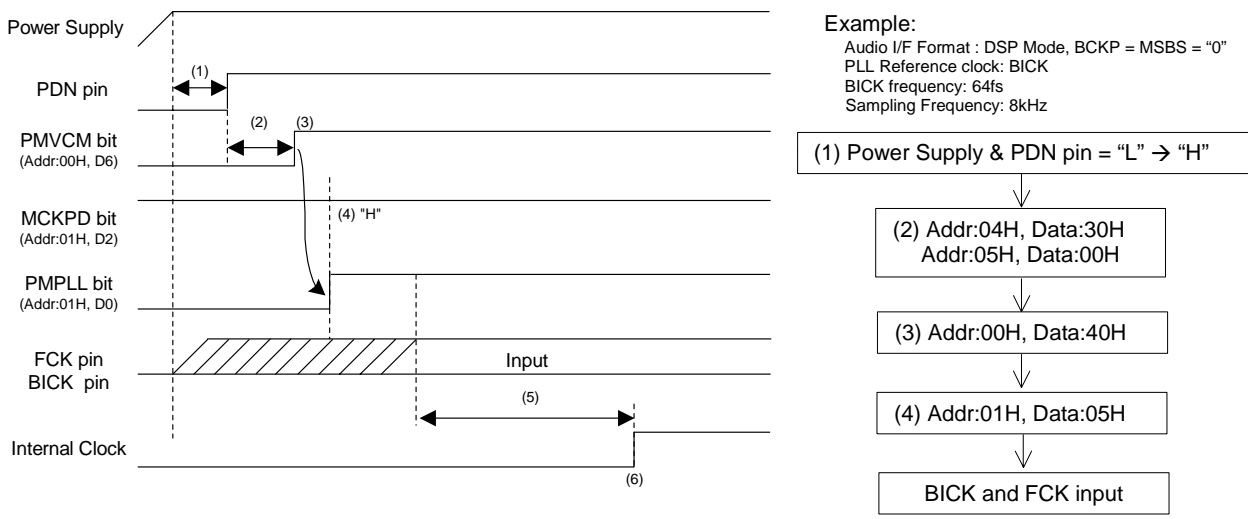 Power Supply
(1)
PDN pin
(2)
(3)
PMVCM bit
(Addr:00H, D6)
MCKPD bit
(Addr:01H, D2)
(4) "H"
PMPLL bit
(Addr:01H, D0)
FCK pin
BICK pin
Input
(5)
Internal Clock
(6)
Example:
Audio I/F Format : DSP Mode, BCKP = MSBS = “0”
PLL Reference clock: BICK
BICK frequency: 64fs
Sampling Frequency: 8kHz
(1) Power Supply & PDN pin = “L” → “H”
(2) Addr:04H, Data:30H
Addr:05H, Data:00H
(3) Addr:00H, Data:40H
(4) Addr:01H, Data:05H
BICK and FCK input